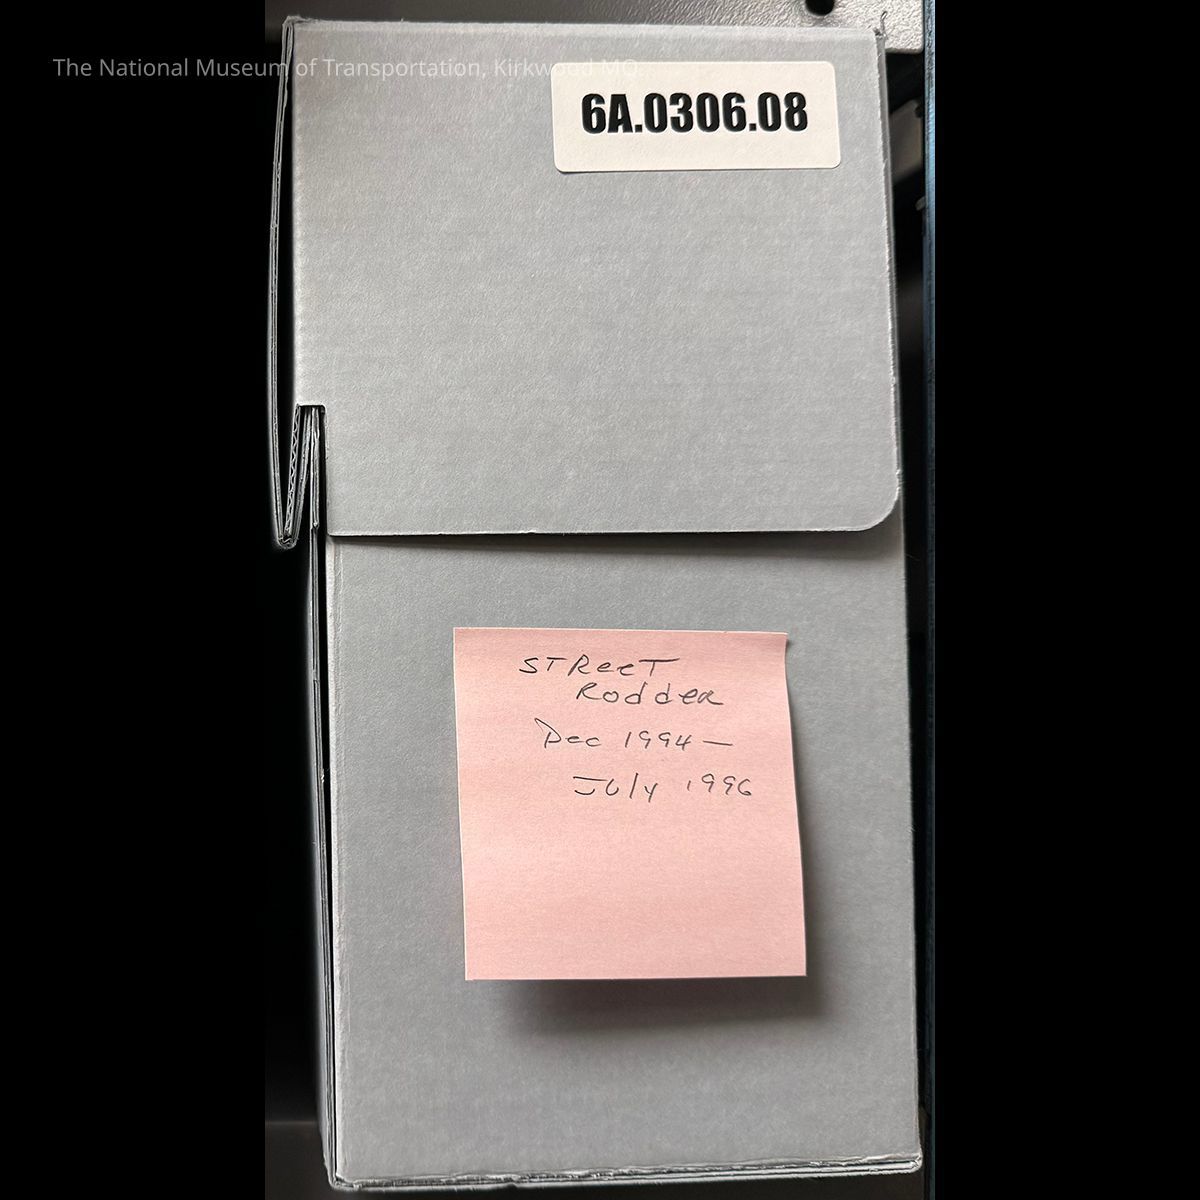 The National Museum of Transportation, Kirkwood MO.
6A.0306.08
STReeT
Rodder
Dec 1994 —
July 1996